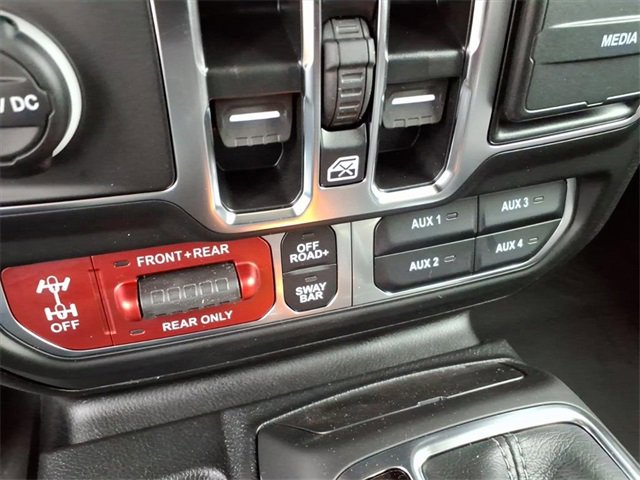 V DC
MEDIA
FRONT+REAR
OFF
REAR ONLY
OFF
ROAD+
SWAY
BAR
AUX 1
AUX 2
AUX 3
AUX 4